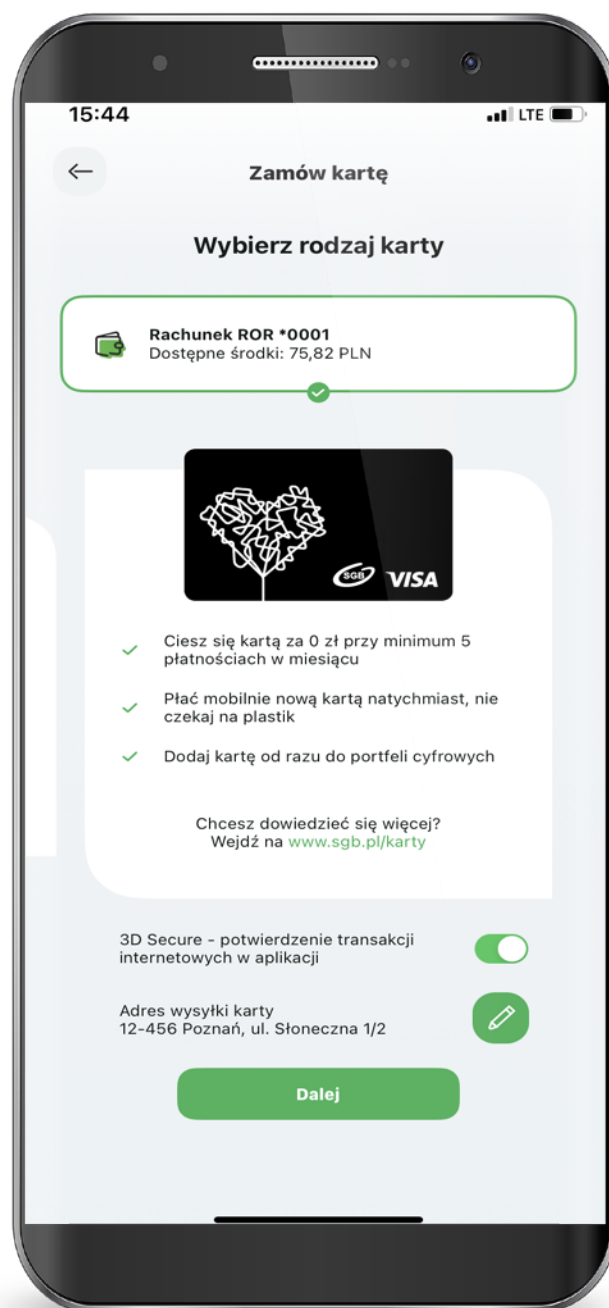 15:44
LTE
Zamów kartę
Wybierz rodzaj karty
Rachunek ROR *0001
Dostępne środki: 75,82 PLN
SGB VISA
Ciesz się kartą za 0 zł przy minimum 5
płatnościach w miesiącu
Płać mobilnie nową kartą natychmiast, nie
czekaj na plastik
Dodaj kartę od razu do portfeli cyfrowych
Chcesz dowiedzieć się więcej?
Wejdź na www.sgb.pl/karty
3D Secure - potwierdzenie transakcji
internetowych w aplikacji
Adres wysyłki karty
12-456 Poznań, ul. Słoneczna 1/2
Dalej